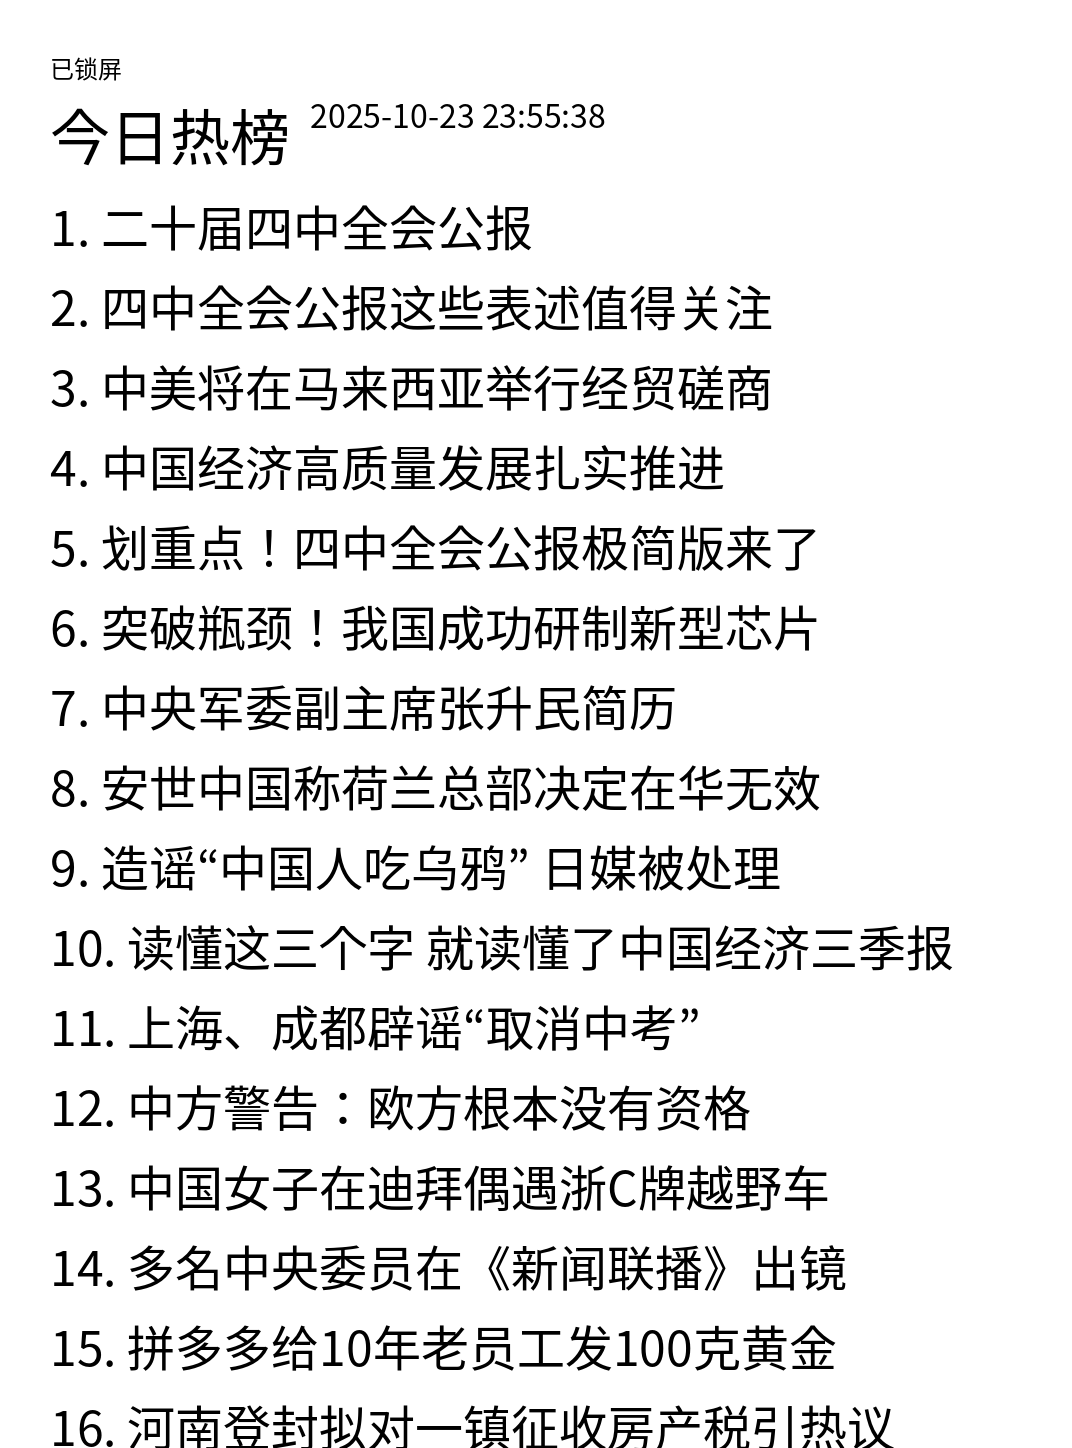 已锁屏
今日热榜 2025-10-23 23:55:38
1. 二十届四中全会公报
2. 四中全会公报这些表述值得关注
3. 中美将在马来西亚举行经贸磋商
4. 中国经济高质量发展扎实推进
5. 划重点！四中全会公报极简版来了
6. 突破瓶颈！我国成功研制新型芯片
7. 中央军委副主席张升民简历
8. 安世中国称荷兰总部决定在华无效
9. 造谣“中国人吃乌鸦” 日媒被处理
10. 读懂这三个字 就读懂了中国经济三季报
11. 上海、成都辟谣“取消中考”
12. 中方警告：欧方根本没有资格
13. 中国女子在迪拜偶遇浙C牌越野车
14. 多名中央委员在《新闻联播》出镜
15. 拼多多给10年老员工发100克黄金
16. 河南登封拟对一镇征收房产税引热议